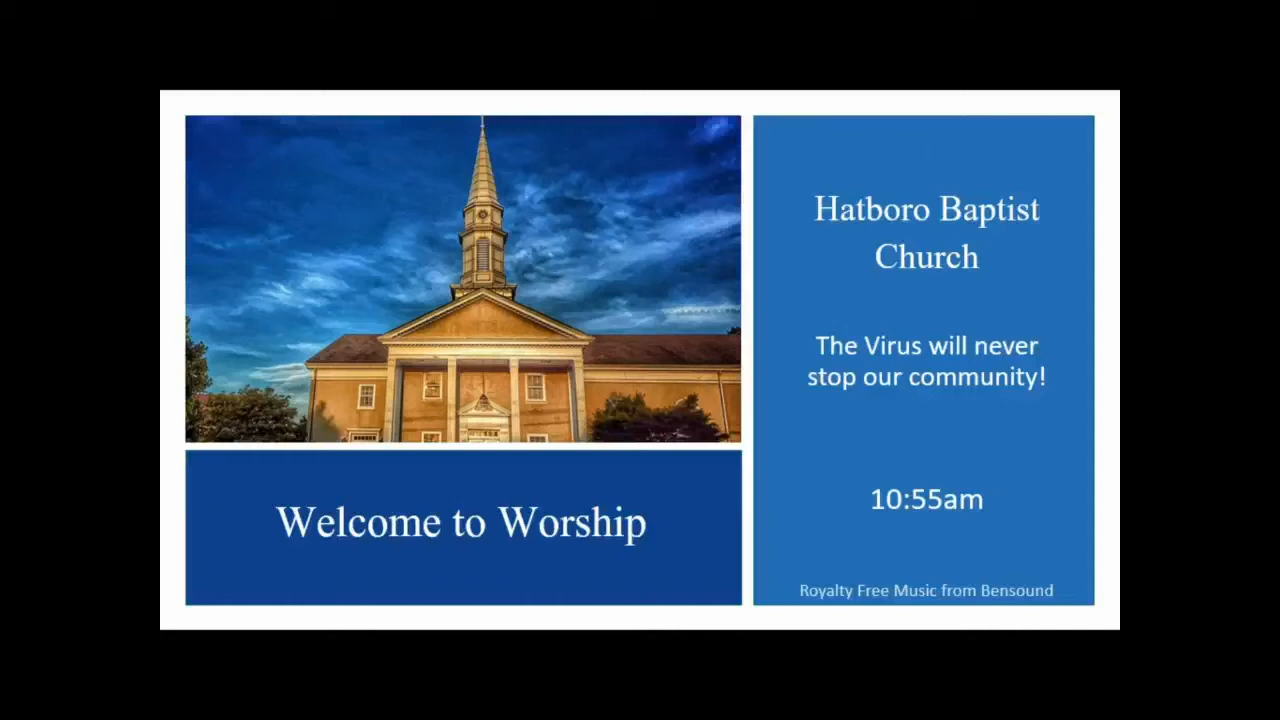 Hatboro Baptist
Church
The Virus will never
stop our community!
10:55am
Royalty Free Music from Bensound
Welcome to Worship